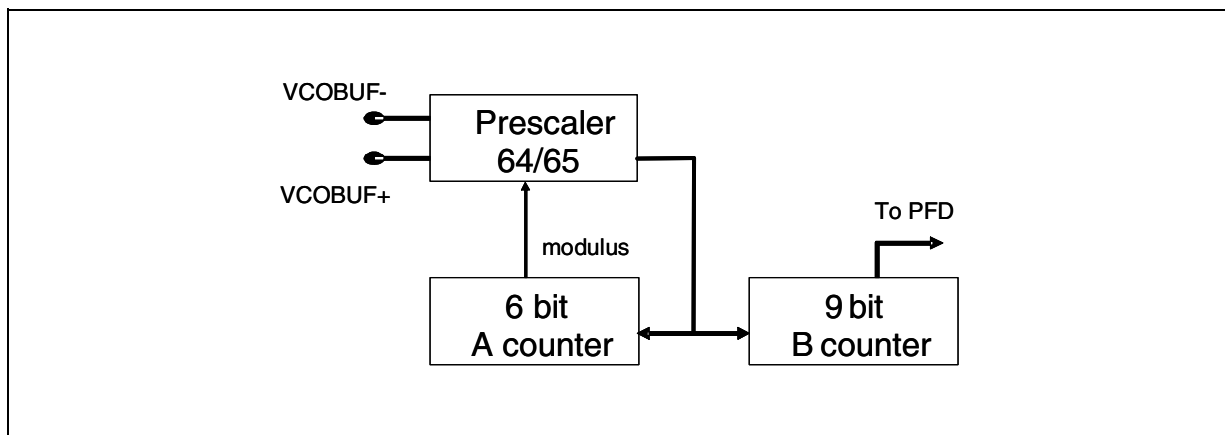 VCOBUF-
Prescaler
64/65
VCOBUF+
To PFD
modulus
6 bit
A counter
9 bit
B counter